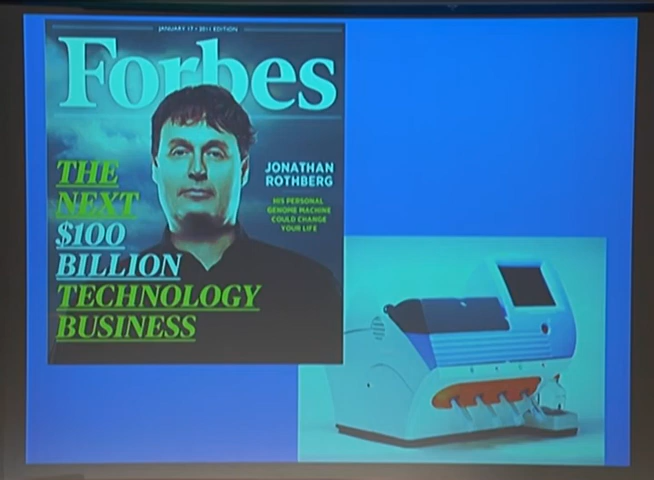 JANUARY 17 • 2011 EDITION
Forbes
THE
NEXT
$100
BILLION
TECHNOLOGY
BUSINESS
JONATHAN
ROTHBERG
HIS PERSONAL
GENOME MACHINE
COULD CHANGE
YOUR LIFE